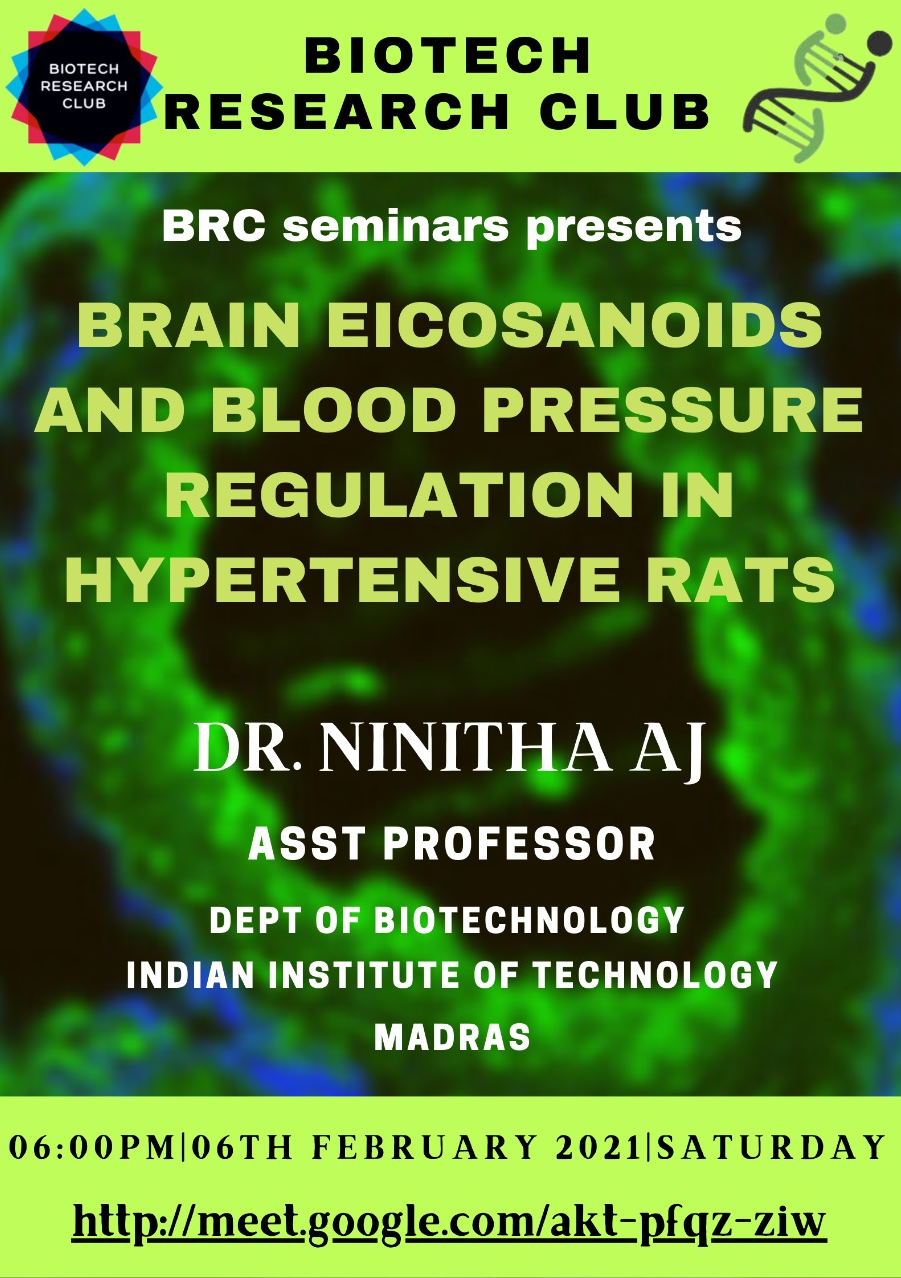 BIOTECH
RESEARCH CLUB
BIOTECH
RESEARCH CLUB
BRC seminars presents
BRAIN EICOSANOIDS
AND BLOOD PRESSURE
REGULATION IN
HYPERTENSIVE RATS
DR. NINITHA AJ
ASST PROFESSOR
DEPT OF BIOTECHNOLOGY
INDIAN INSTITUTE OF TECHNOLOGY
MADRAS
06:00PM|06TH FEBRUARY 2021|SATURDAY
http://meet.google.com/akt-pfqz-ziw